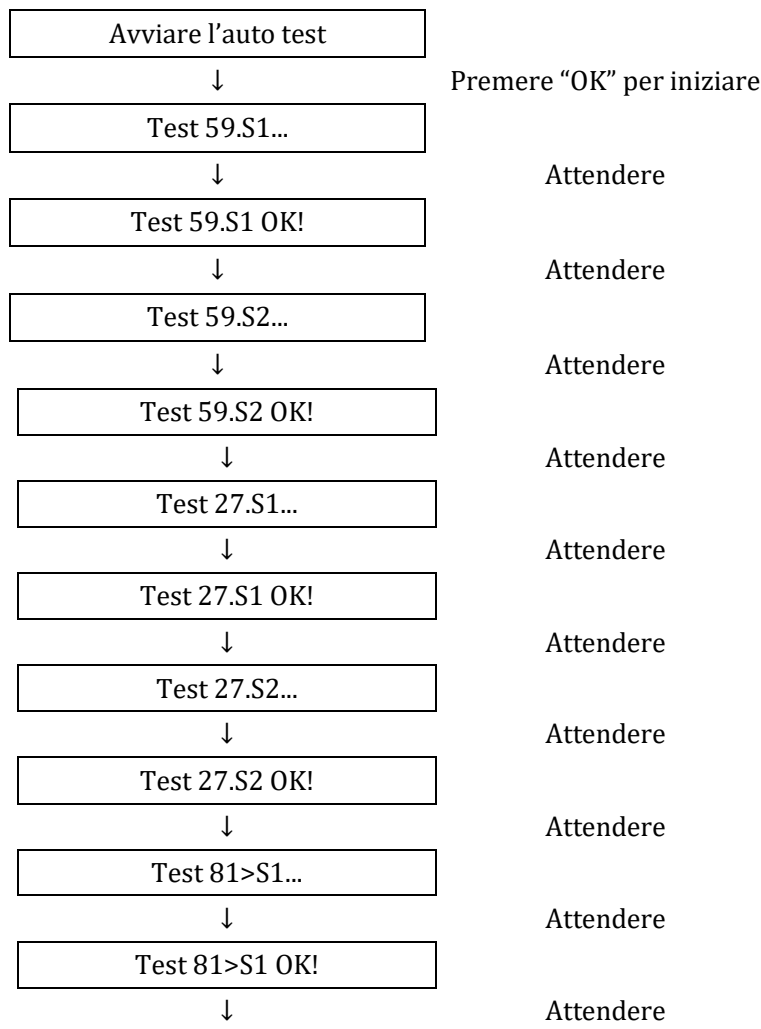 Avviare l’auto test
↓ Premere “OK” per iniziare
Test 59.S1...
↓ Attendere
Test 59.S1 OK!
↓ Attendere
Test 59.S2...
↓ Attendere
Test 59.S2 OK!
↓ Attendere
Test 27.S1...
↓ Attendere
Test 27.S1 OK!
↓ Attendere
Test 27.S2...
↓ Attendere
Test 27.S2 OK!
↓ Attendere
Test 81>S1...
↓ Attendere
Test 81>S1 OK!
↓ Attendere